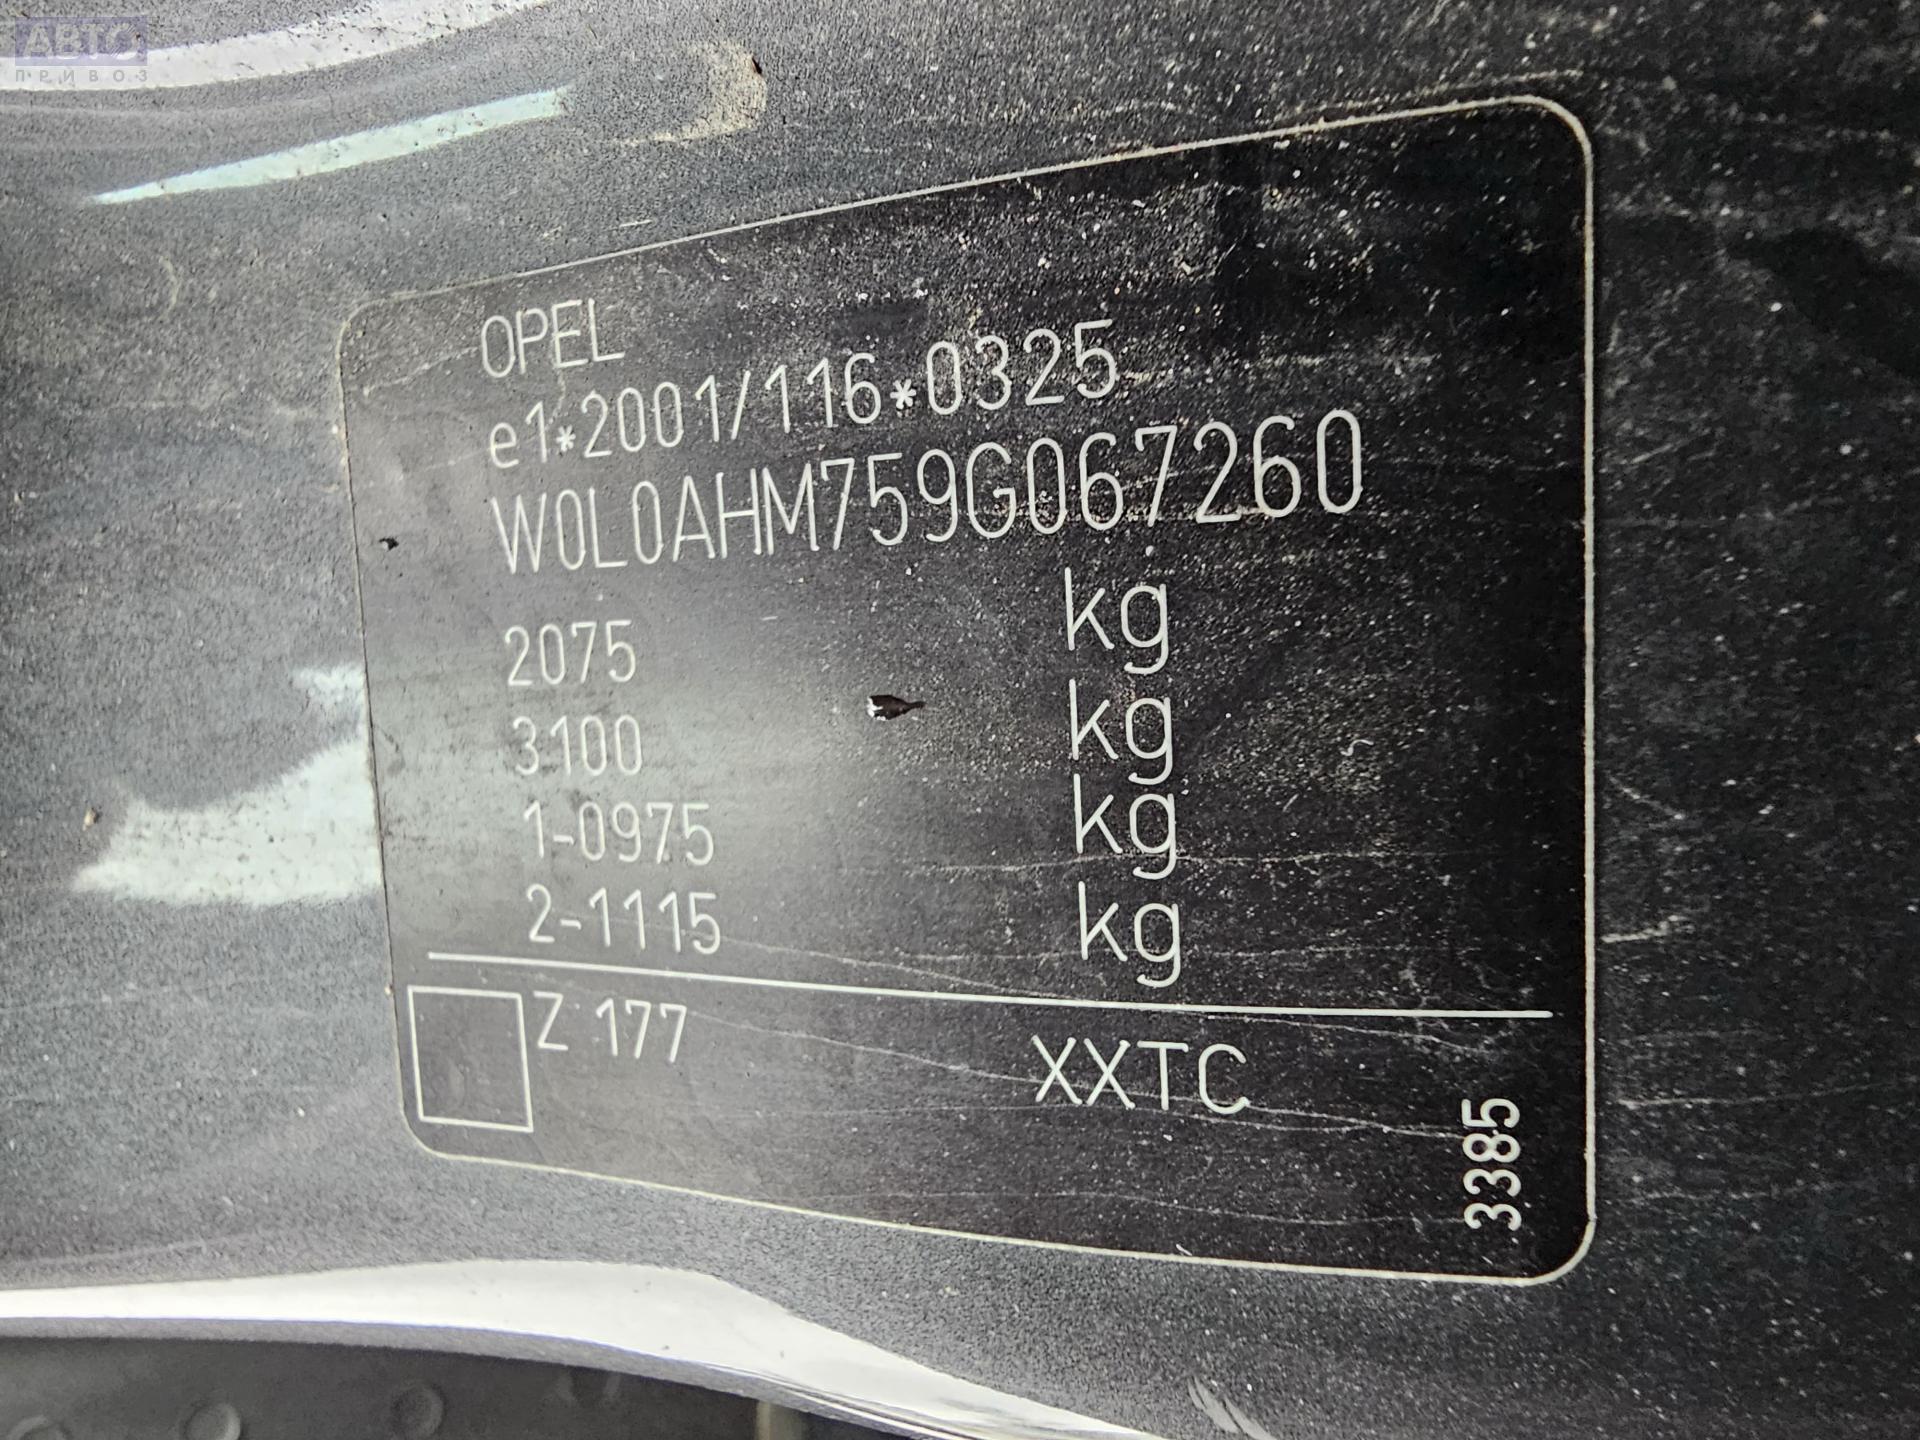 АВТО
ПРИВОЗ
OPEL
e1*2001/116*0325
W0L0AHM759G067260
2075 kg
3100 kg
1-0975 kg
2-1115 kg
Z 177 XXTC
3385